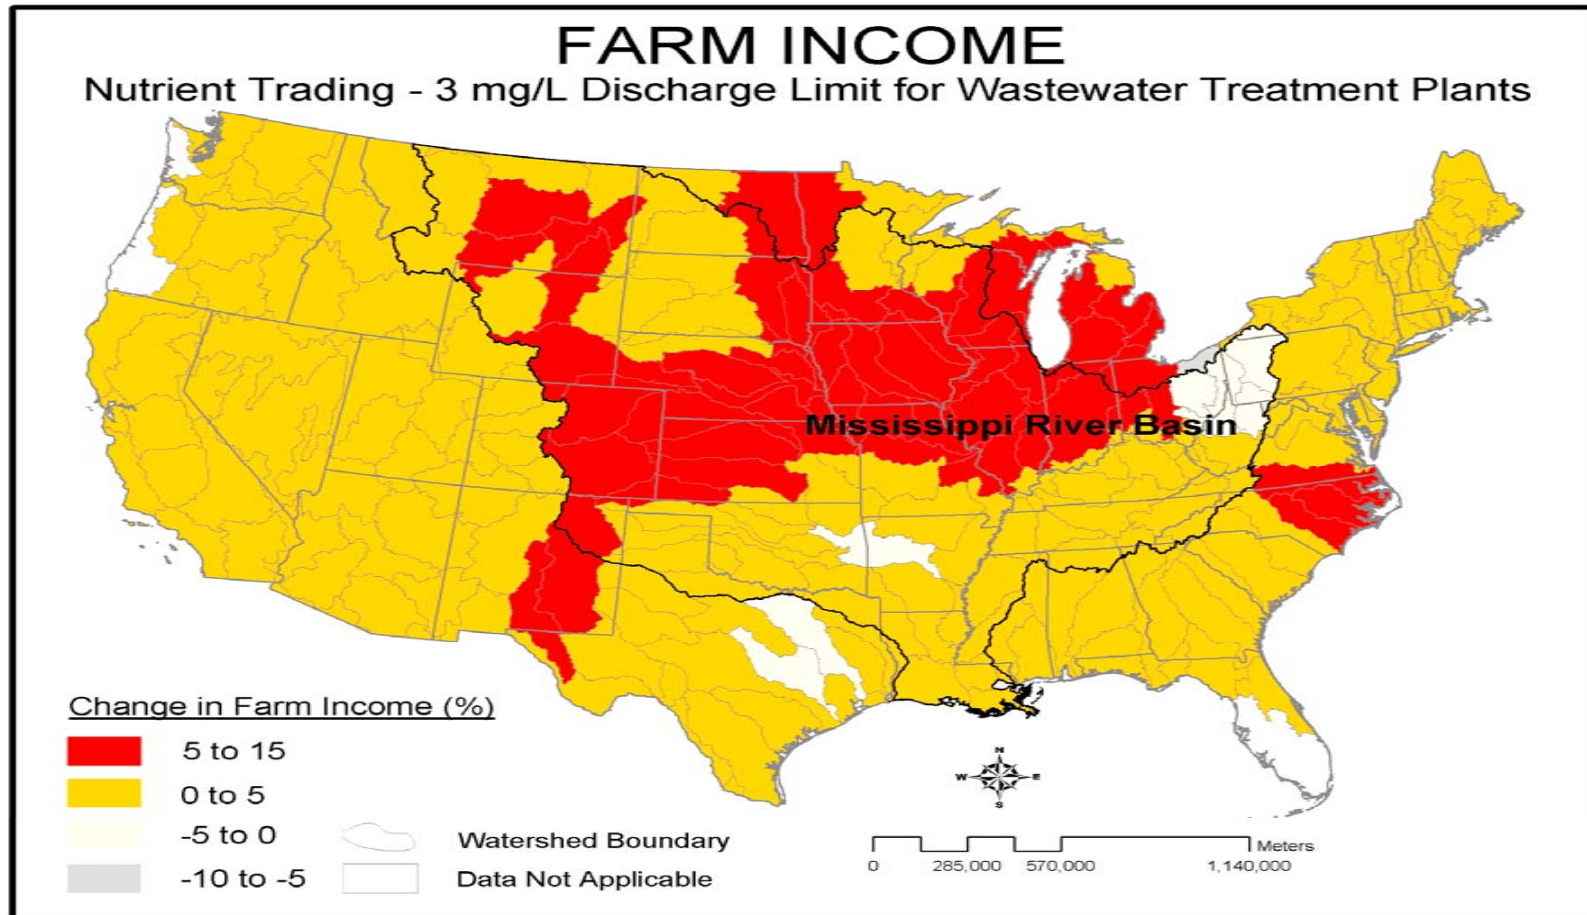 FARM INCOME
Nutrient Trading - 3 mg/L Discharge Limit for Wastewater Treatment Plants
Mississippi River Basin
Change in Farm Income (%)
5 to 15
0 to 5
-5 to 0
-10 to -5
Watershed Boundary
Data Not Applicable
N
W E
S
Meters
0 285,000 570,000 1,140,000